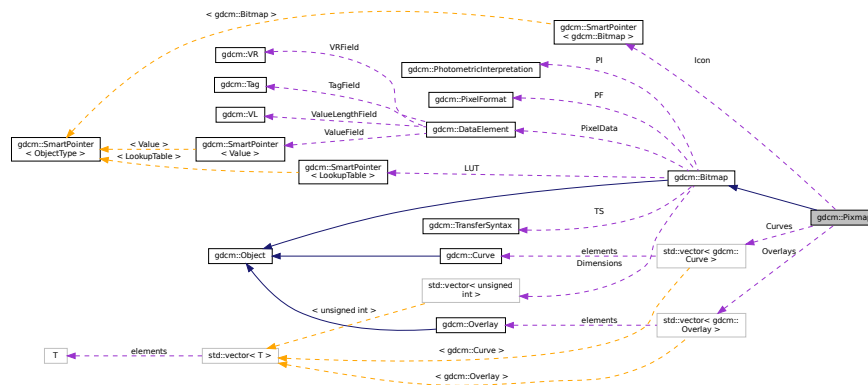 < gdcm::Bitmap >
gdcm::SmartPointer
< gdcm::Bitmap >
VRField
gdcm::VR
Icon
PI
gdcm::PhotometricInterpretation
TagField
gdcm::Tag
PF
gdcm::PixelFormat
ValueLengthField
gdcm::VL
gdcm::DataElement
PixelData
ValueField
gdcm::SmartPointer
< ObjectType >
< Value >
gdcm::SmartPointer
< Value >
< LookupTable >
gdcm::SmartPointer
< LookupTable >
LUT
gdcm::Bitmap
TS
gdcm::Pixmap
gdcm::TransferSyntax
Curves
gdcm::Object
gdcm::Curve
elements
std::vector< gdcm::
Curve >
Overlays
Dimensions
std::vector< unsigned
int >
< unsigned int >
gdcm::Overlay
elements
std::vector< gdcm::
Overlay >
T
elements
std::vector< T >
< gdcm::Curve >
< gdcm::Overlay >